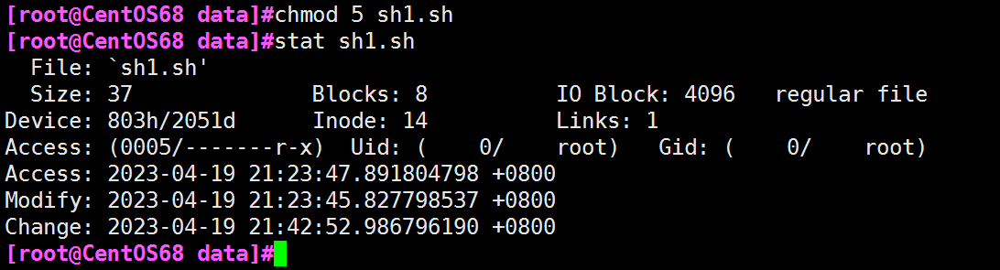 [root@CentOS68 data]#chmod 5 sh1.sh
[root@CentOS68 data]#stat sh1.sh
  File: `sh1.sh'
  Size: 37              Blocks: 8          IO Block: 4096   regular file
Device: 803h/2051d      Inode: 14          Links: 1
Access: (0005/-------r-x)  Uid: (    0/    root)   Gid: (    0/    root)
Access: 2023-04-19 21:23:47.891804798 +0800
Modify: 2023-04-19 21:23:45.827798537 +0800
Change: 2023-04-19 21:42:52.986796190 +0800
[root@CentOS68 data]#